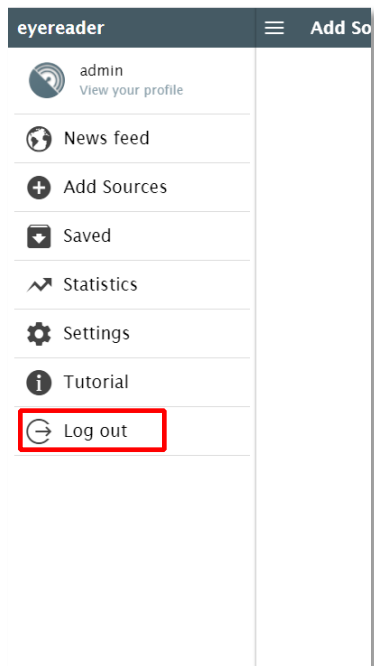 eyereader
Add So
admin
View your profile
News feed
Add Sources
Saved
Statistics
Settings
Tutorial
Log out